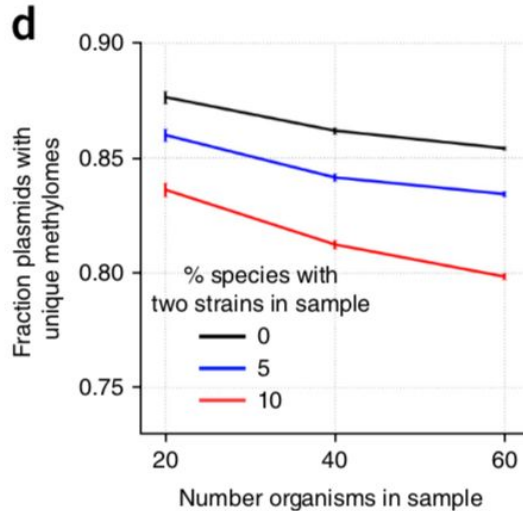 d
Fraction plasmids with
unique methylomes
0.90
0.85
0.80
0.75
% species with
two strains in sample
0
5
10
20 40 60
Number organisms in sample